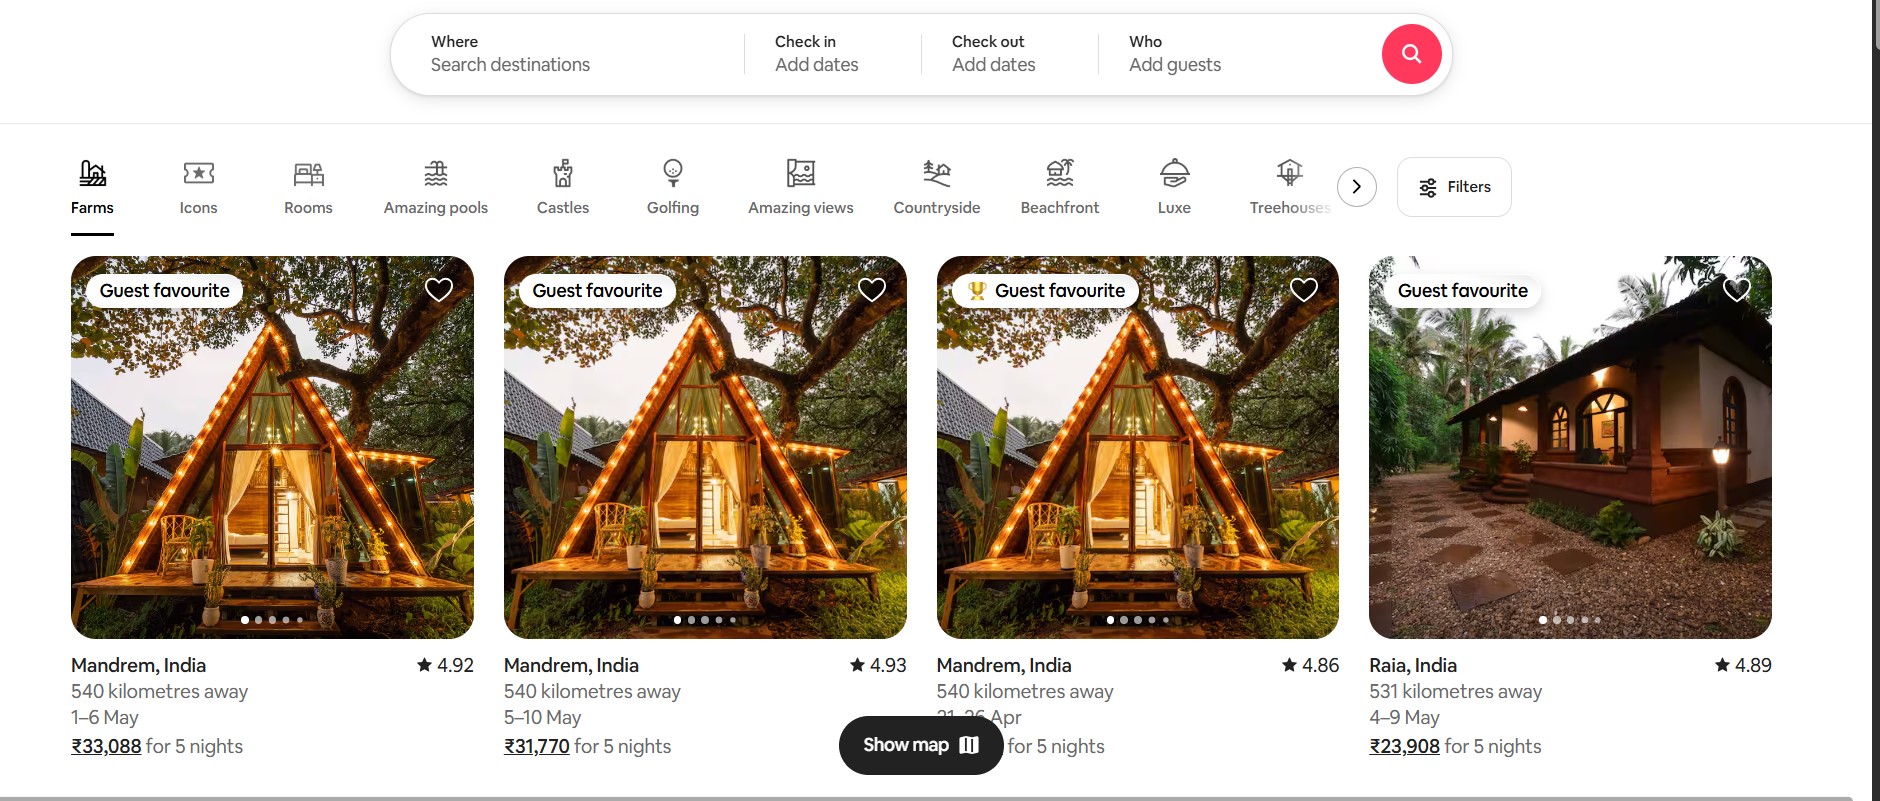 Where
Search destinations
Check in
Add dates
Check out
Add dates
Who
Add guests
Farms
Icons
Rooms
Amazing pools
Castles
Golfing
Amazing views
Countryside
Beachfront
Luxe
Treehouses
Filters
Guest favourite
Guest favourite
Guest favourite
Guest favourite
Mandrem, India 4.92
540 kilometres away
1–6 May
₹33,088 for 5 nights
Mandrem, India 4.93
540 kilometres away
5–10 May
₹31,770 for 5 nights
Mandrem, India 4.86
540 kilometres away
21–26 Apr
for 5 nights
Raia, India 4.89
531 kilometres away
4–9 May
₹23,908 for 5 nights
Show map